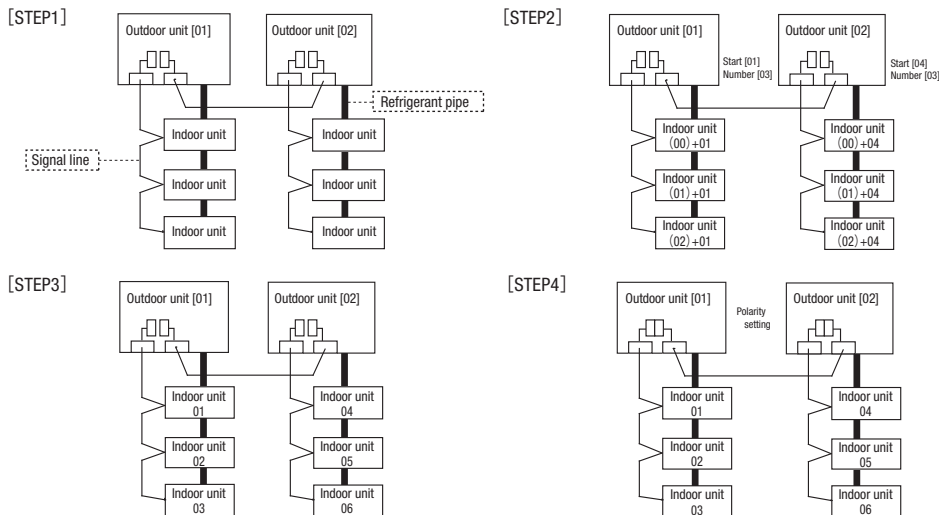 [STEP1]
Outdoor unit [01]
Outdoor unit [02]
Refrigerant pipe
Signal line
Indoor unit
Indoor unit
Indoor unit
Indoor unit
Indoor unit
Indoor unit
[STEP2]
Outdoor unit [01]
Start [01]
Number [03]
Outdoor unit [02]
Start [04]
Number [03]
Indoor unit
(00)+01
Indoor unit
(01)+01
Indoor unit
(02)+01
Indoor unit
(00)+04
Indoor unit
(01)+04
Indoor unit
(02)+04
[STEP3]
Outdoor unit [01]
Outdoor unit [02]
Indoor unit
01
Indoor unit
02
Indoor unit
03
Indoor unit
04
Indoor unit
05
Indoor unit
06
[STEP4]
Outdoor unit [01]
Polarity
setting
Outdoor unit [02]
Indoor unit
01
Indoor unit
02
Indoor unit
03
Indoor unit
04
Indoor unit
05
Indoor unit
06